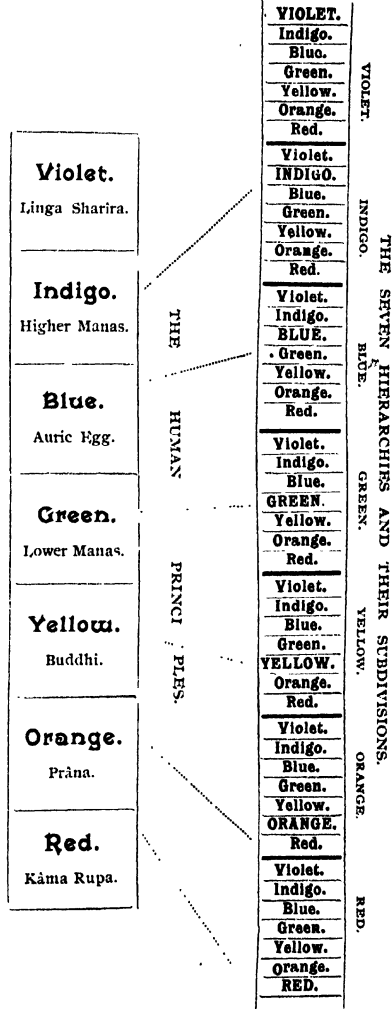 Violet.
Linga Sharira.
Indigo.
Higher Manas.
Blue.
Auric Egg.
Green.
Lower Manas.
Yellow.
Buddhi.
Orange.
Prâna.
Red.
Kâma Rupa.
THE HUMAN PRINCIPLES.
VIOLET.
Indigo.
Blue.
Green.
Yellow.
Orange.
Red.
Violet.
INDIGO.
Blue.
Green.
Yellow.
Orange.
Red.
Violet.
Indigo.
BLUE.
Green.
Yellow.
Orange.
Red.
Violet.
Indigo.
Blue.
GREEN.
Yellow.
Orange.
Red.
Violet.
Indigo.
Blue.
Green.
YELLOW.
Orange.
Red.
Violet.
Indigo.
Blue.
Green.
Yellow.
ORANGE.
Red.
Violet.
Indigo.
Blue.
Green.
Yellow.
Orange.
RED.
VIOLET.
INDIGO.
BLUE.
GREEN.
YELLOW.
ORANGE.
RED.
THE SEVEN HIERARCHIES AND THEIR SUBDIVISIONS.